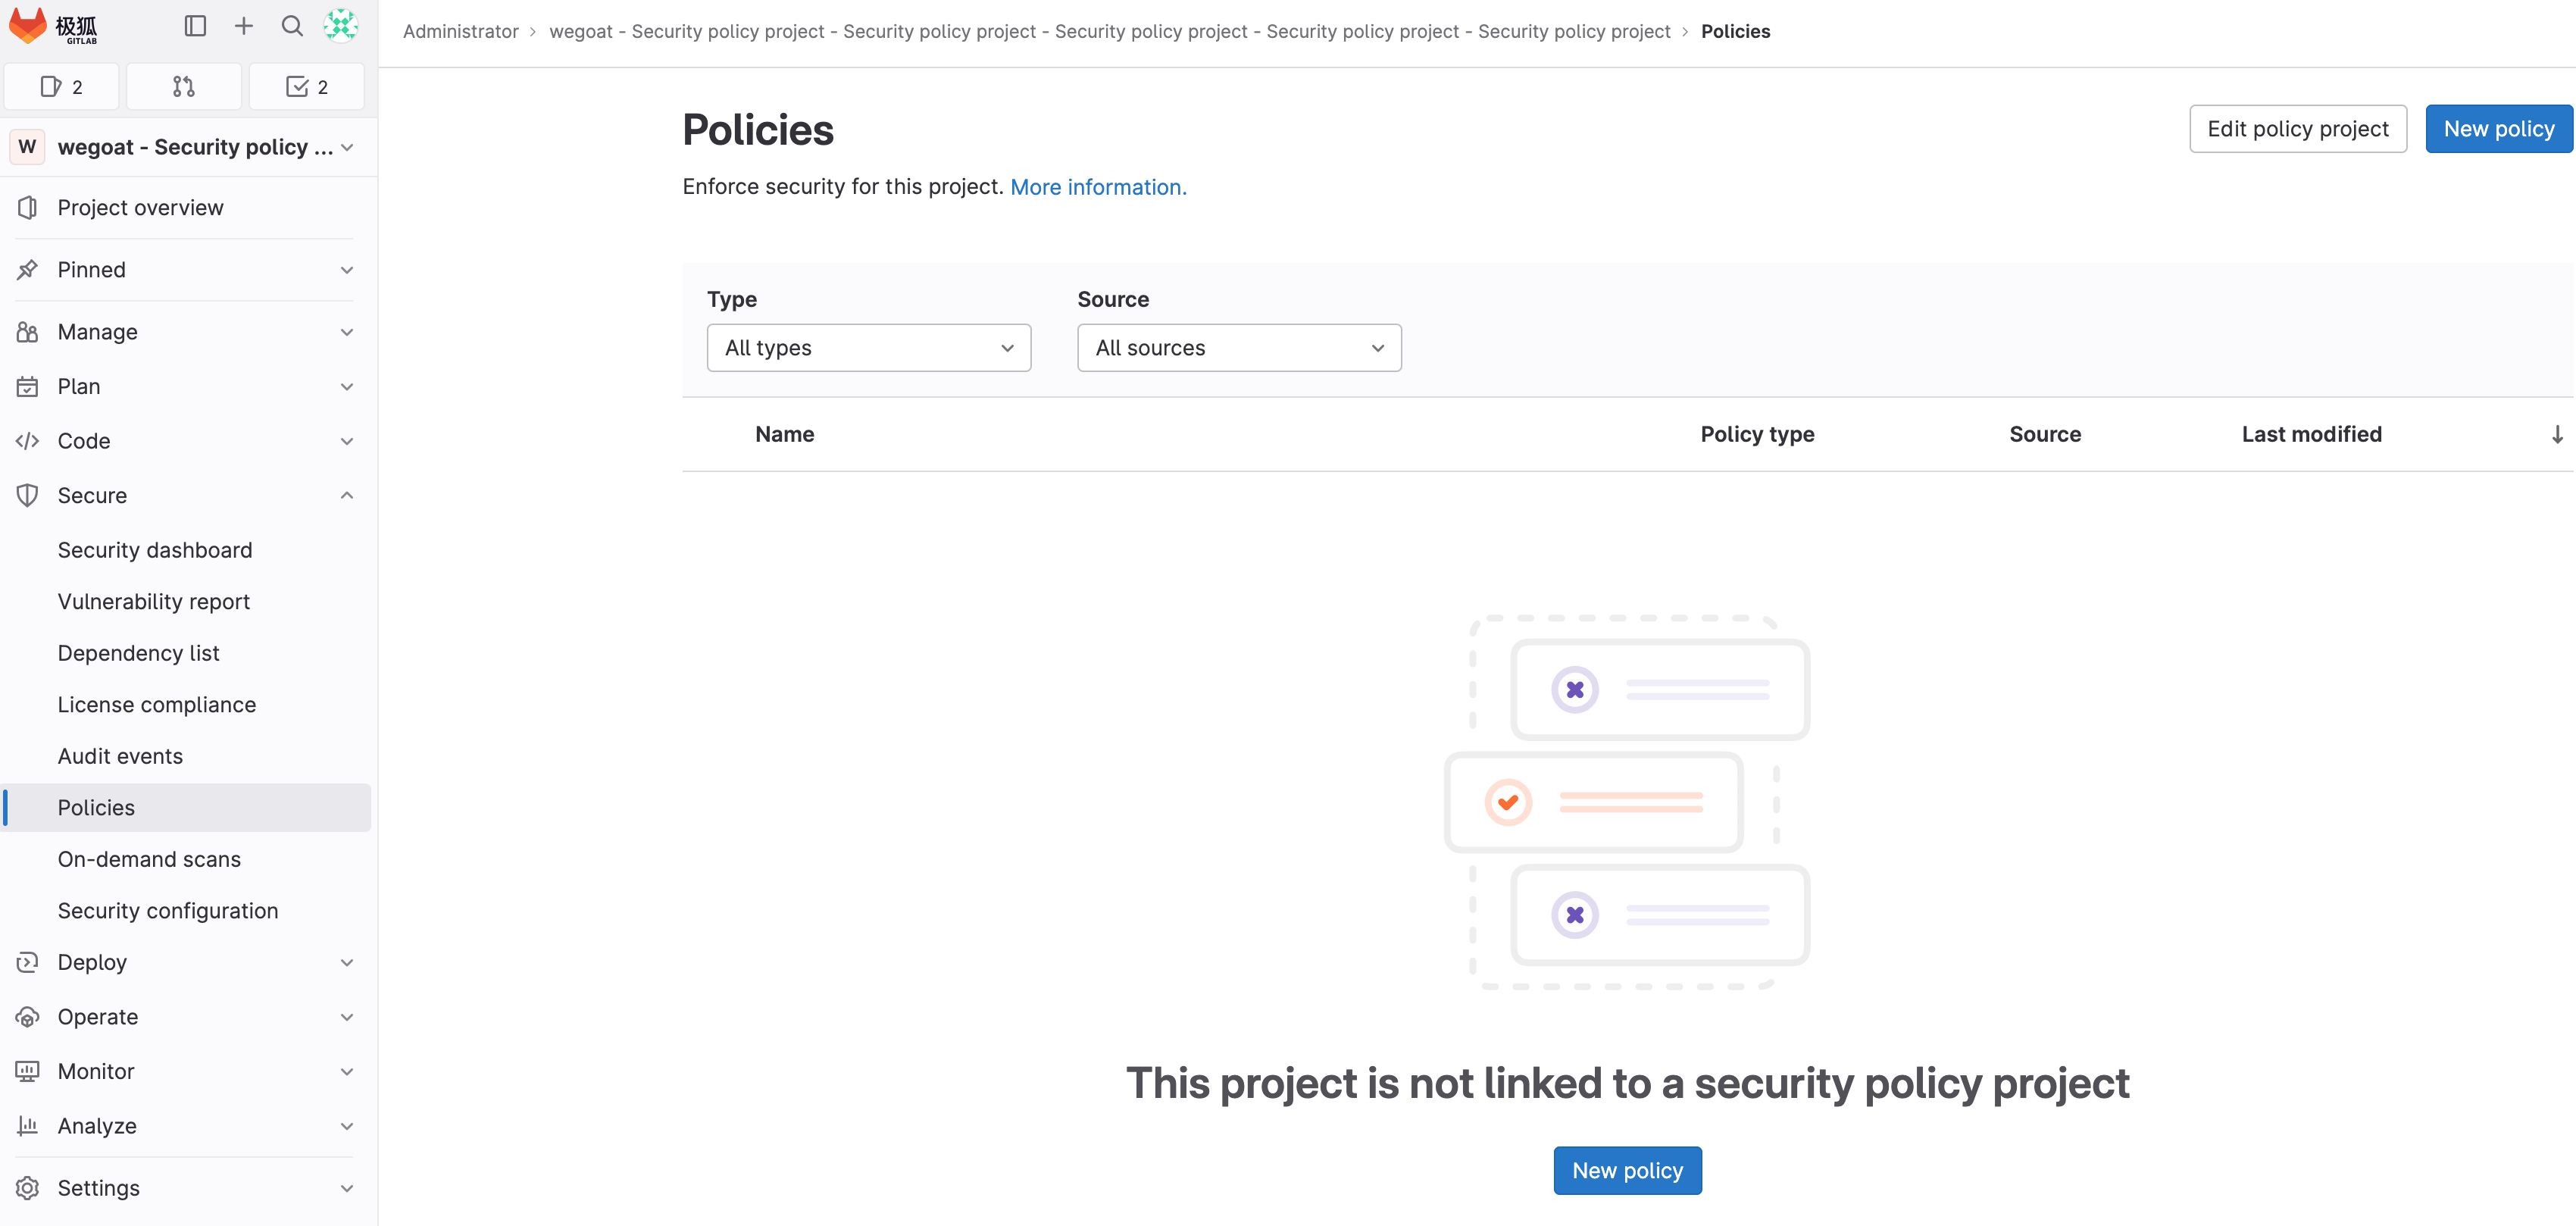 极狐
GITLAB
2
2
W
wegoat - Security policy ...
Project overview
Pinned
Manage
Plan
Code
Secure
Security dashboard
Vulnerability report
Dependency list
License compliance
Audit events
Policies
On-demand scans
Security configuration
Deploy
Operate
Monitor
Analyze
Settings
Administrator › wegoat - Security policy project - Security policy project - Security policy project - Security policy project - Security policy project › Policies
Policies
Edit policy project
New policy
Enforce security for this project. More information.
Type
Source
All types
All sources
Name Policy type Source Last modified
This project is not linked to a security policy project
New policy